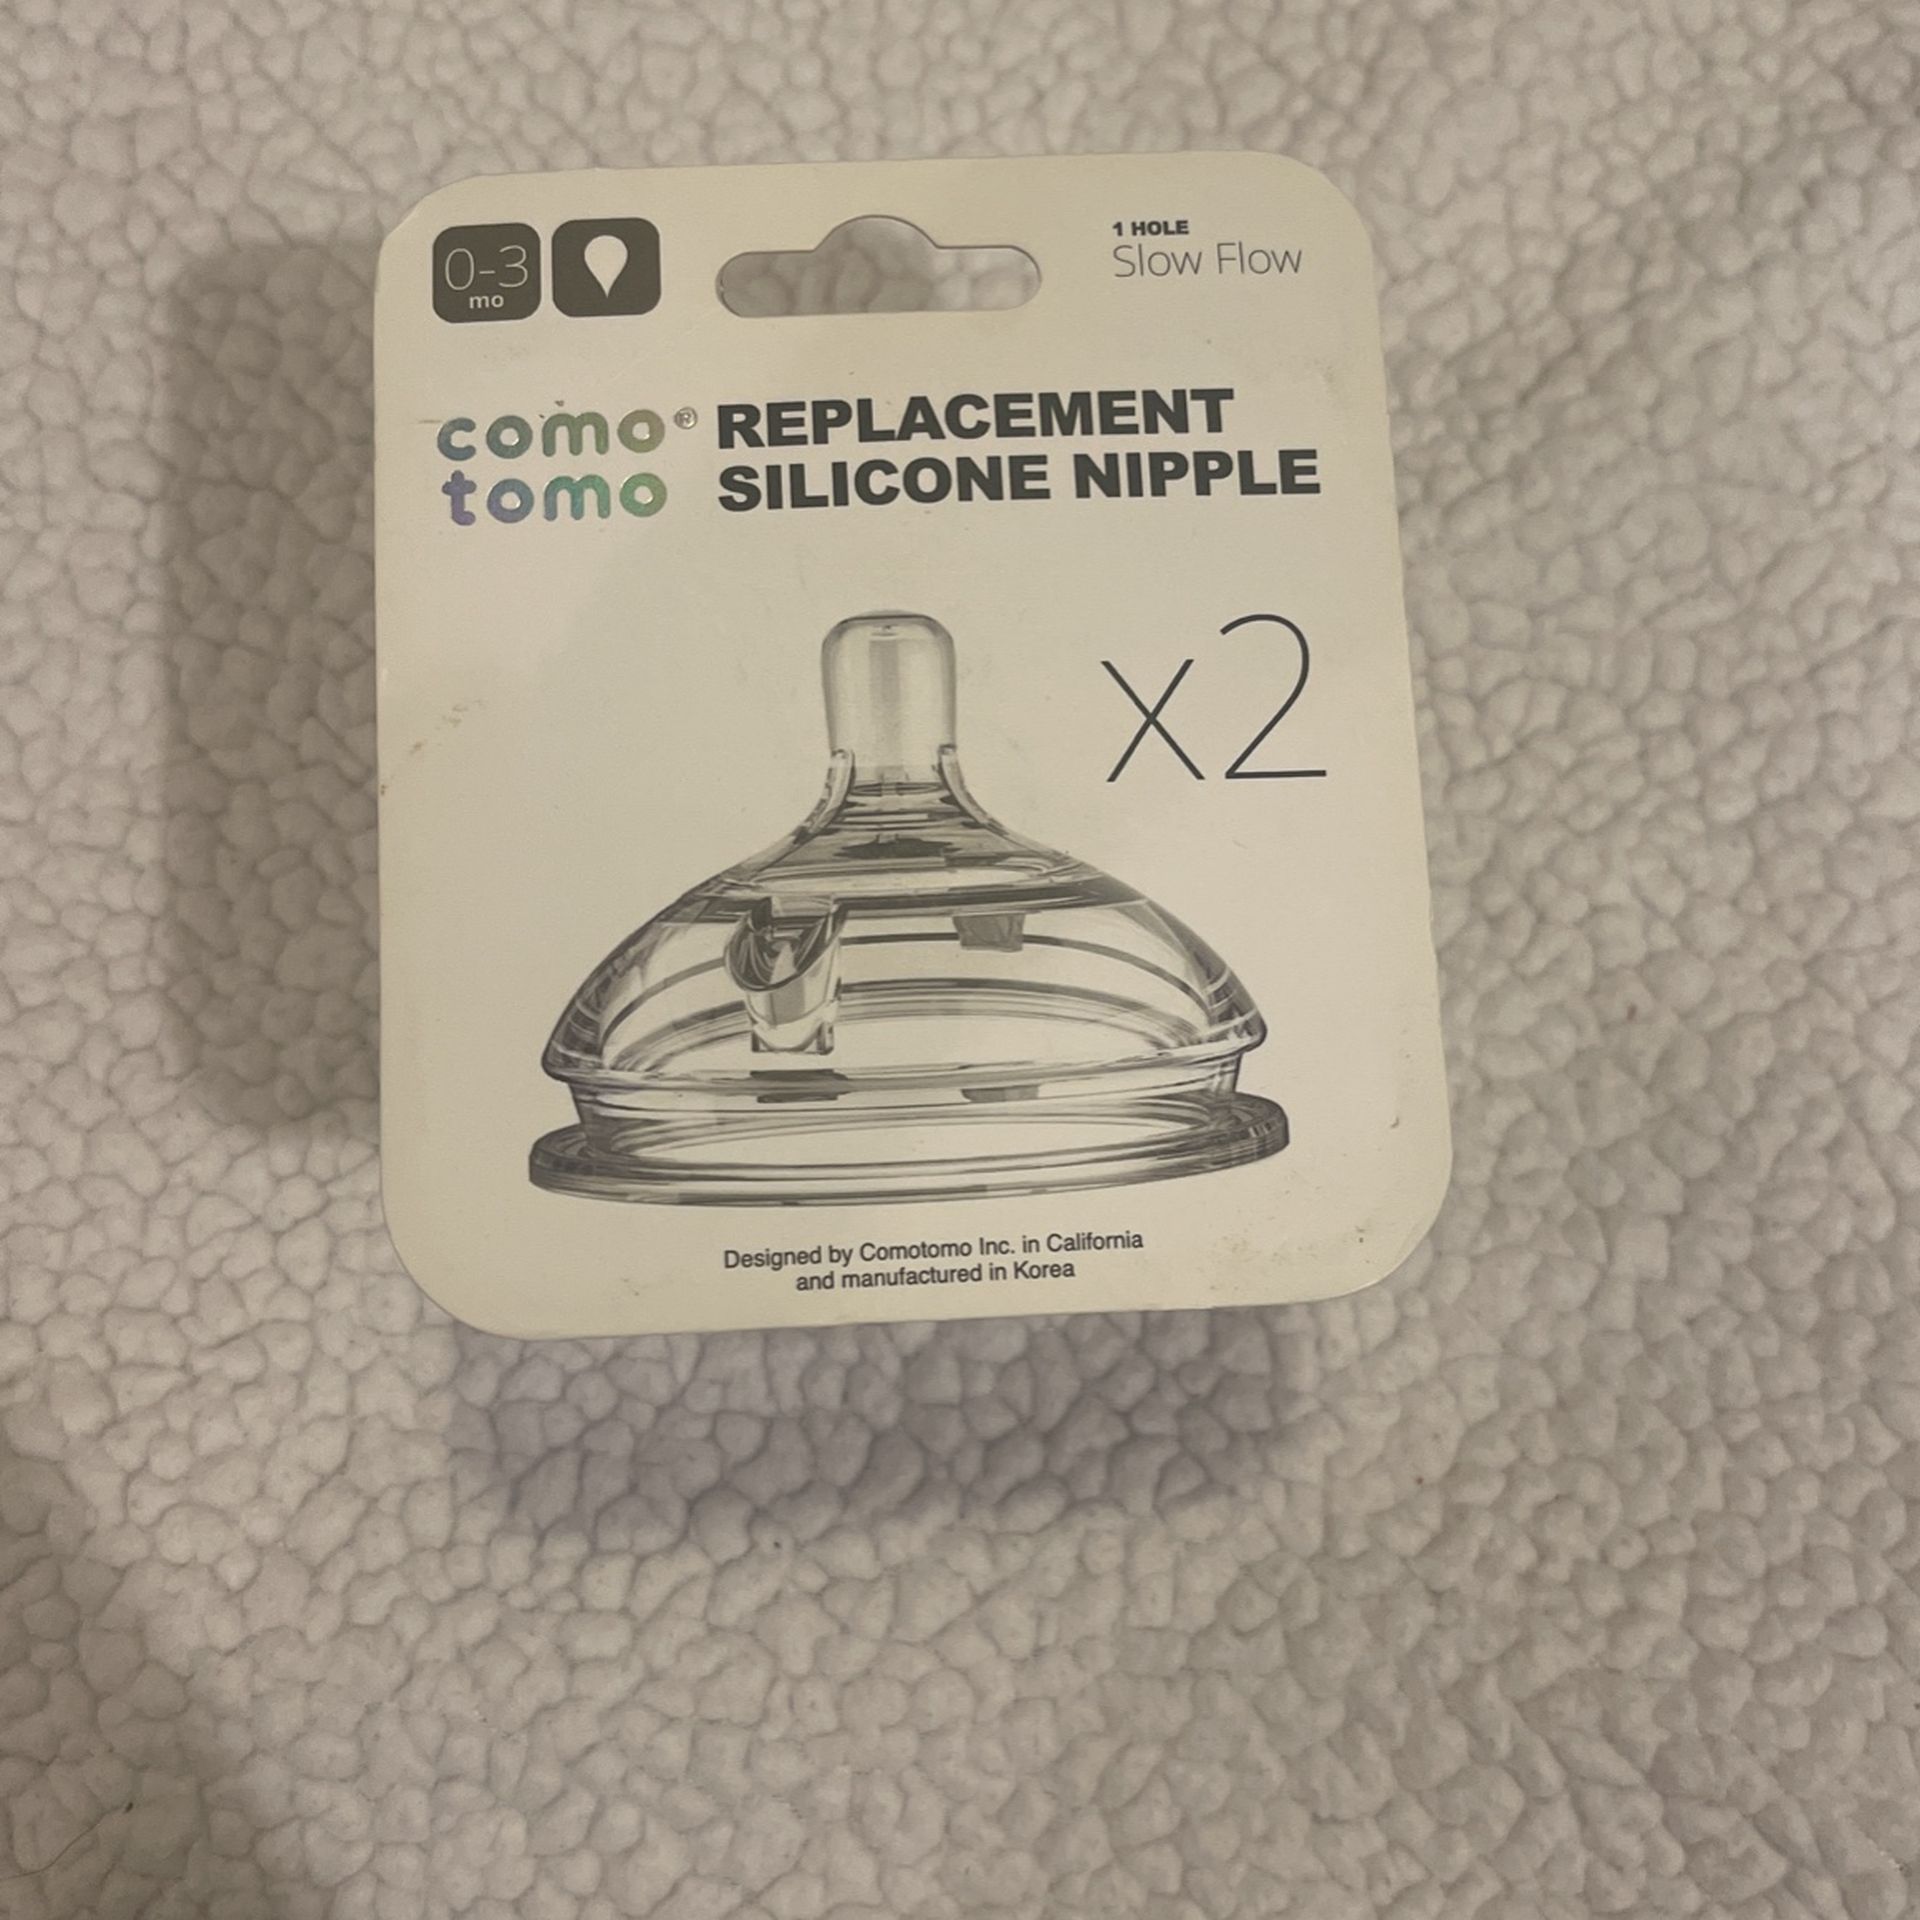 0-3
mo
1 HOLE
Slow Flow
como®
tomo
REPLACEMENT
SILICONE NIPPLE
x2
Designed by Comotomo Inc. in California
and manufactured in Korea